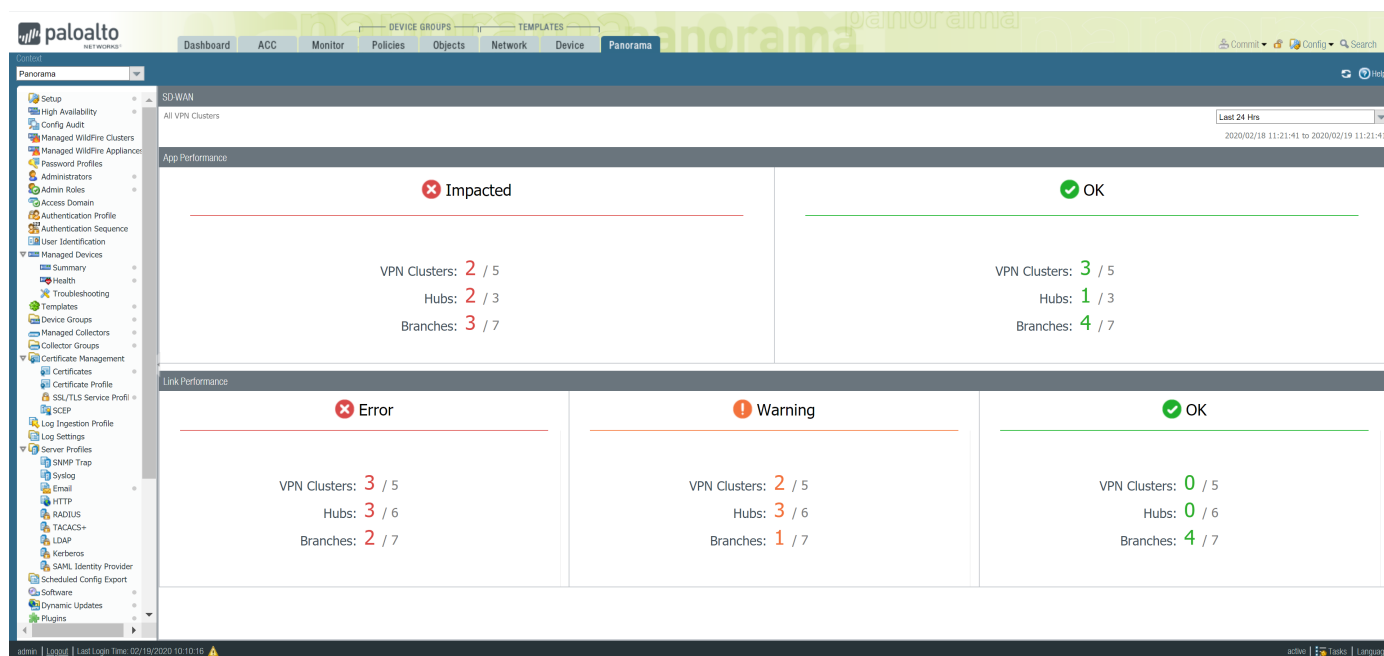 paloalto
NETWORKS
panorama
DEVICE GROUPS
TEMPLATES
Dashboard
ACC
Monitor
Policies
Objects
Network
Device
Panorama
Commit
Config
Search
Context
Panorama
Help
Setup
High Availability
Config Audit
Managed WildFire Clusters
Managed WildFire Appliances
Password Profiles
Administrators
Admin Roles
Access Domain
Authentication Profile
Authentication Sequence
User Identification
Managed Devices
Summary
Health
Troubleshooting
Templates
Device Groups
Managed Collectors
Collector Groups
Certificate Management
Certificates
Certificate Profile
SSL/TLS Service Profil
SCEP
Log Ingestion Profile
Log Settings
Server Profiles
SNMP Trap
Syslog
Email
HTTP
RADIUS
TACACS+
LDAP
Kerberos
SAML Identity Provider
Scheduled Config Export
Software
Dynamic Updates
Plugins
SD-WAN
All VPN Clusters
Last 24 Hrs
2020/02/18 11:21:41 to 2020/02/19 11:21:41
App Performance
Impacted
VPN Clusters: 2 / 5
Hubs: 2 / 3
Branches: 3 / 7
OK
VPN Clusters: 3 / 5
Hubs: 1 / 3
Branches: 4 / 7
Link Performance
Error
VPN Clusters: 3 / 5
Hubs: 3 / 6
Branches: 2 / 7
Warning
VPN Clusters: 2 / 5
Hubs: 3 / 6
Branches: 1 / 7
OK
VPN Clusters: 0 / 5
Hubs: 0 / 6
Branches: 4 / 7
admin | Logout | Last Login Time: 02/19/2020 10:10:16
active | Tasks | Languag